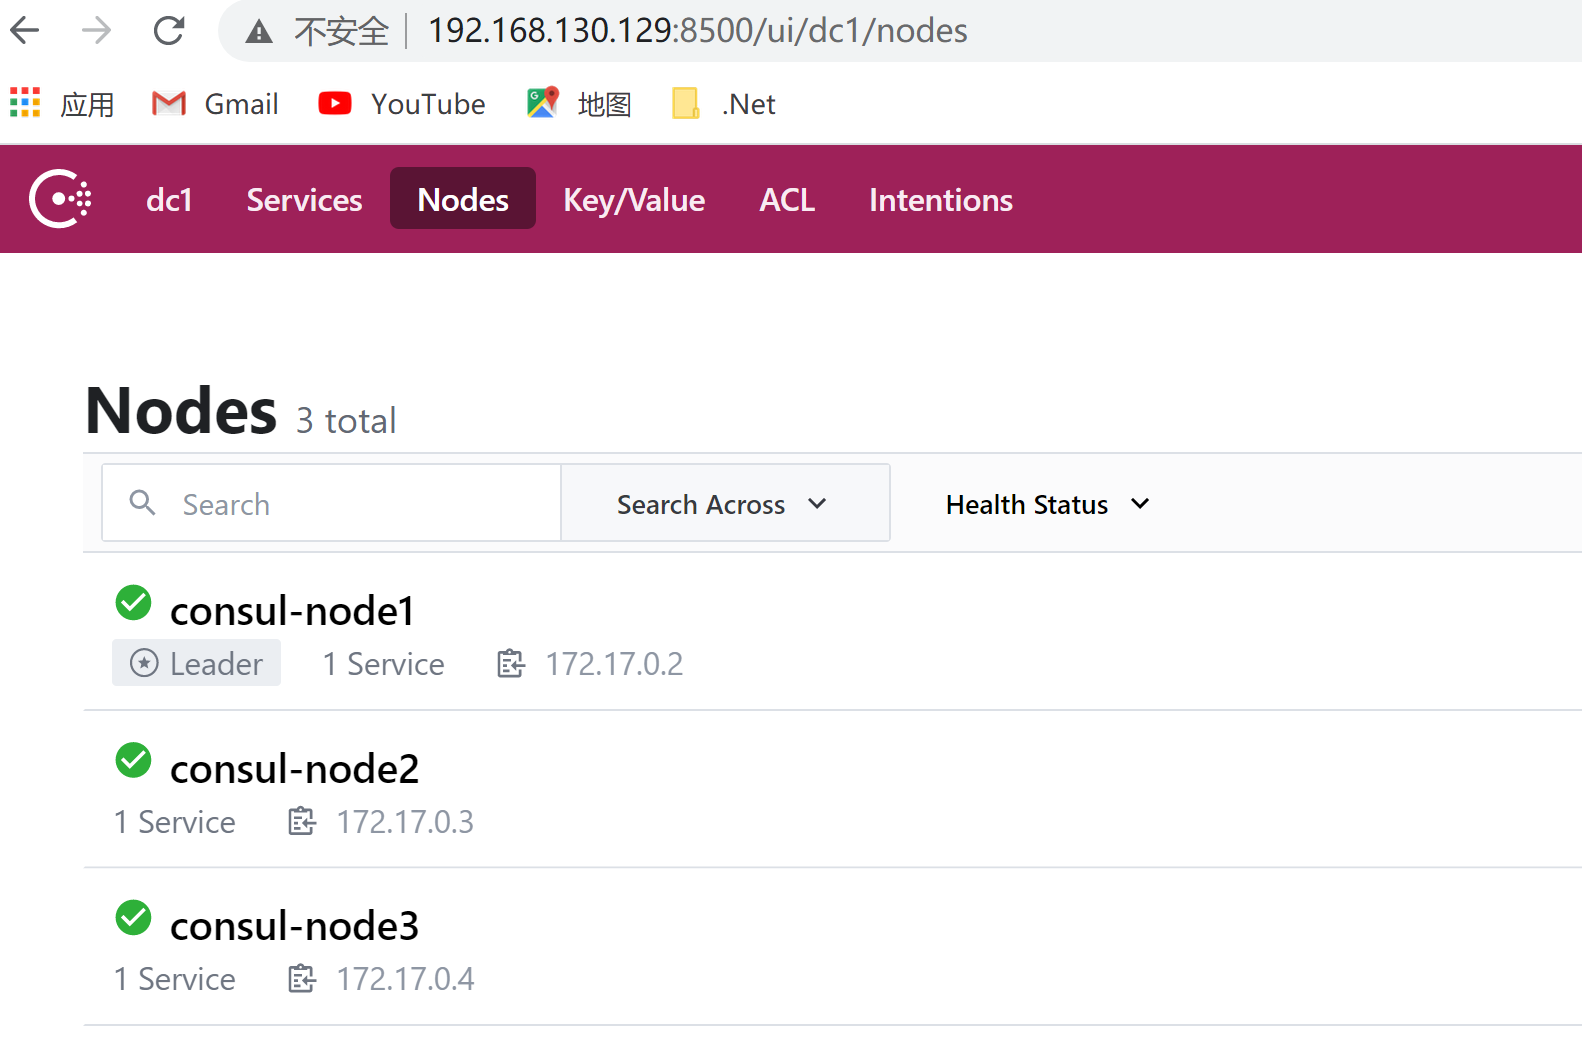 不安全 192.168.130.129:8500/ui/dc1/nodes
应用 Gmail YouTube 地图 .Net
dc1 Services Nodes Key/Value ACL Intentions
Nodes 3 total
Search Search Across Health Status
consul-node1
Leader 1 Service 172.17.0.2
consul-node2
1 Service 172.17.0.3
consul-node3
1 Service 172.17.0.4